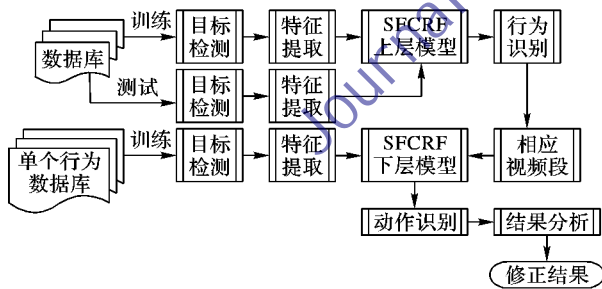 训练
目标
检测
特征
提取
SFCRF
上层模型
行为
识别
数据库
测试
目标
检测
特征
提取
训练
目标
检测
特征
提取
SFCRF
下层模型
相应
视频段
单个行为
数据库
动作识别
结果分析
修正结果
Journal